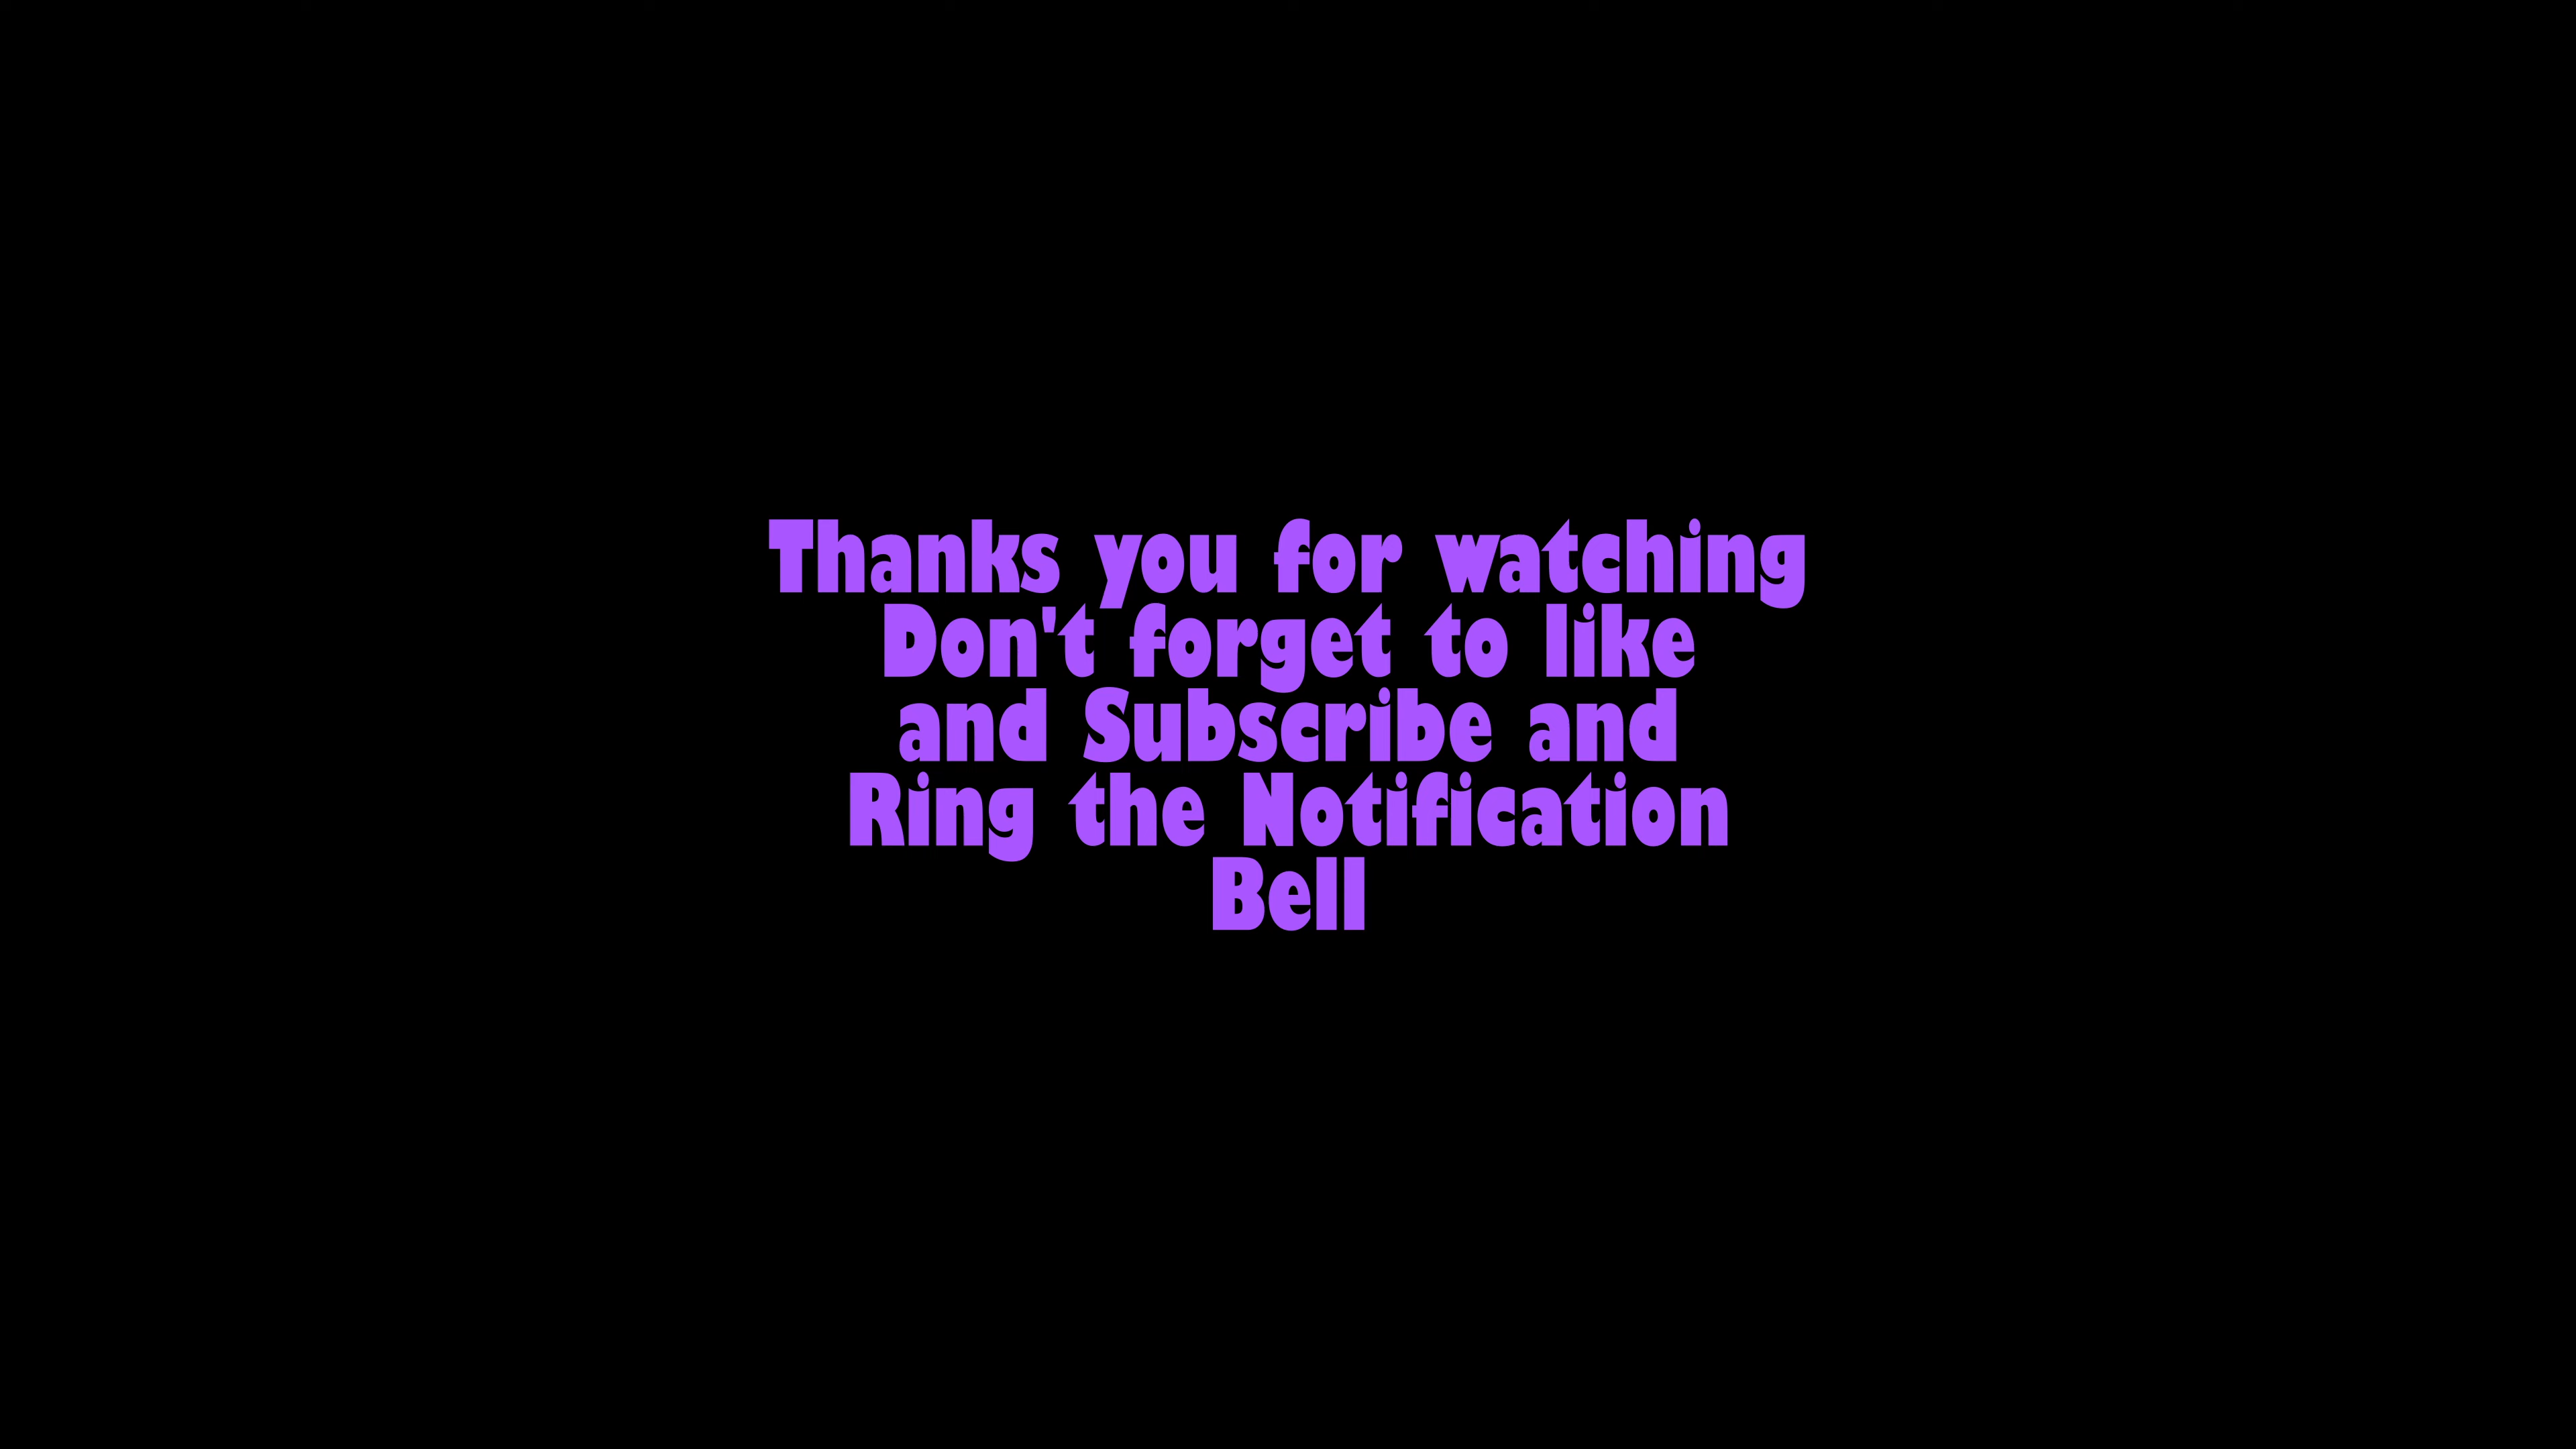 Thanks you for watching
Don't forget to like
and Subscribe and
Ring the Notification
Bell